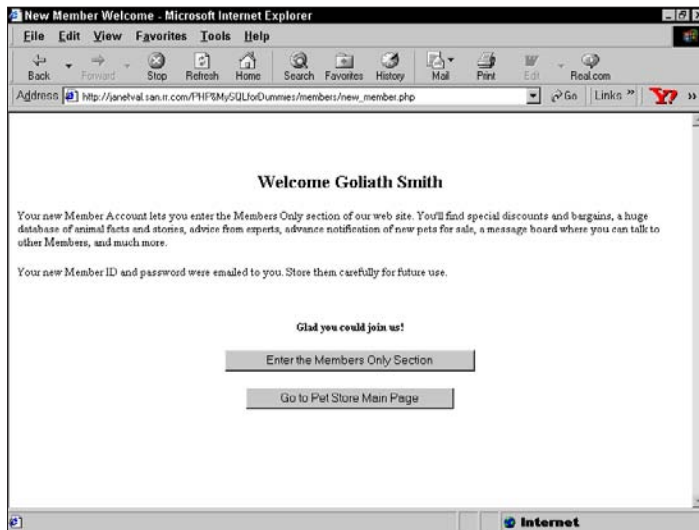 New Member Welcome - Microsoft Internet Explorer
File Edit View Favorites Tools Help
Back Forward Stop Refresh Home Search Favorites History Mail Print Edit Real.com
Address http://janetval.san.rr.com/PHP&MySQLforDummies/members/new_member.php Go Links »
Welcome Goliath Smith
Your new Member Account lets you enter the Members Only section of our web site. You'll find special discounts and bargains, a huge
database of animal facts and stories, advice from experts, advance notification of new pets for sale, a message board where you can talk to
other Members, and much more.
Your new Member ID and password were emailed to you. Store them carefully for future use.
Glad you could join us!
Enter the Members Only Section
Go to Pet Store Main Page
Internet